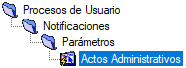 Procesos de Usuario
Notificaciones
Parámetros
Actos Administrativos